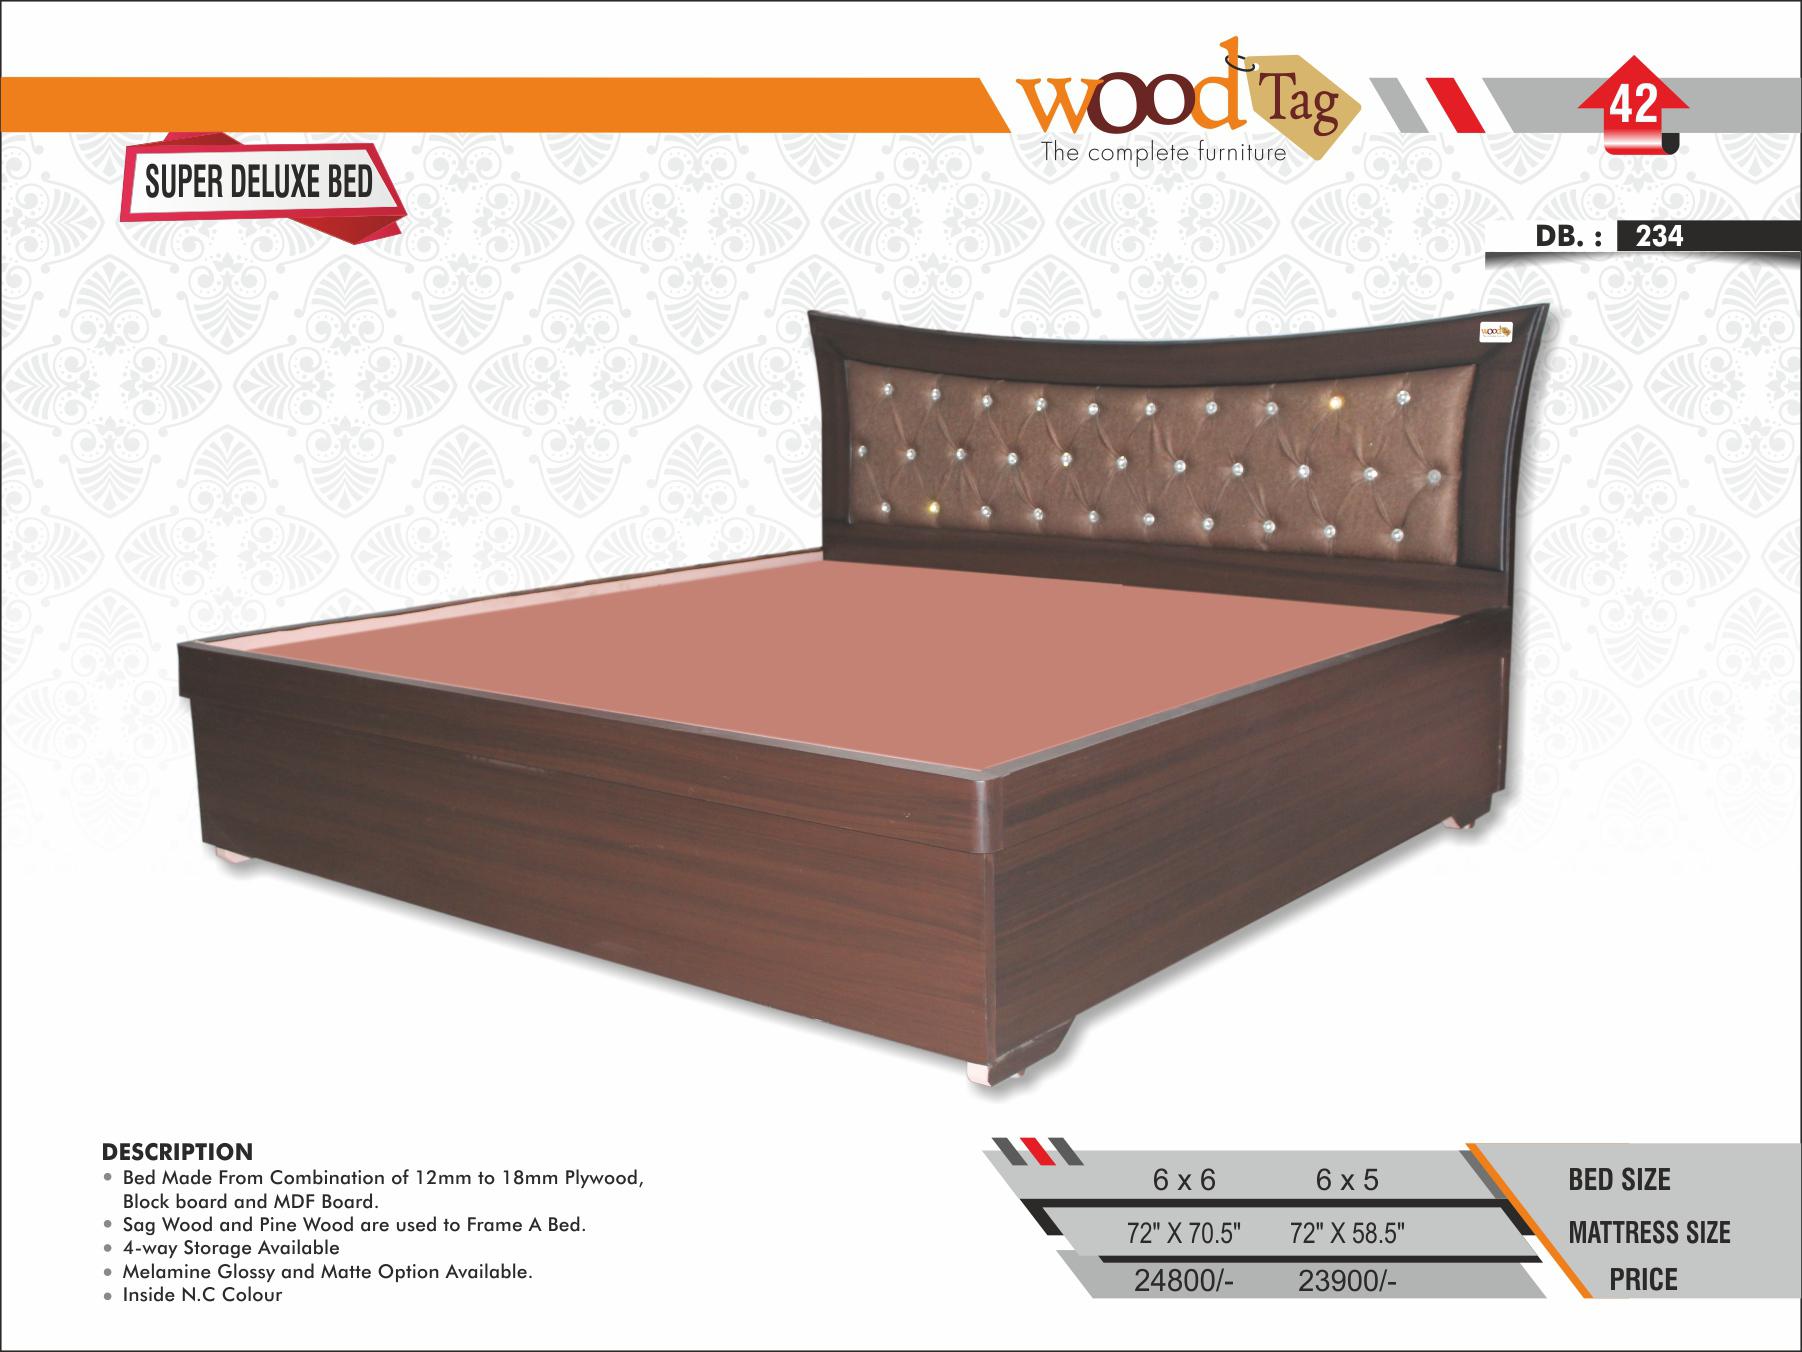 wood Tag
The complete furniture
42
SUPER DELUXE BED
DB. : 234
wood
DESCRIPTION
• Bed Made From Combination of 12mm to 18mm Plywood,
Block board and MDF Board.
• Sag Wood and Pine Wood are used to Frame A Bed.
• 4-way Storage Available
• Melamine Glossy and Matte Option Available.
• Inside N.C Colour
6 x 6 6 x 5 BED SIZE
72" X 70.5" 72" X 58.5" MATTRESS SIZE
24800/- 23900/- PRICE